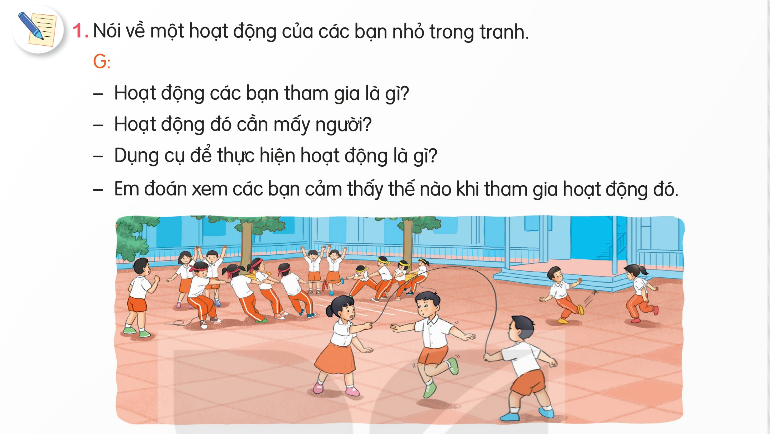 1. Nói về một hoạt động của các bạn nhỏ trong tranh.
G:
– Hoạt động các bạn tham gia là gì?
– Hoạt động đó cần mấy người?
– Dụng cụ để thực hiện hoạt động là gì?
– Em đoán xem các bạn cảm thấy thế nào khi tham gia hoạt động đó.